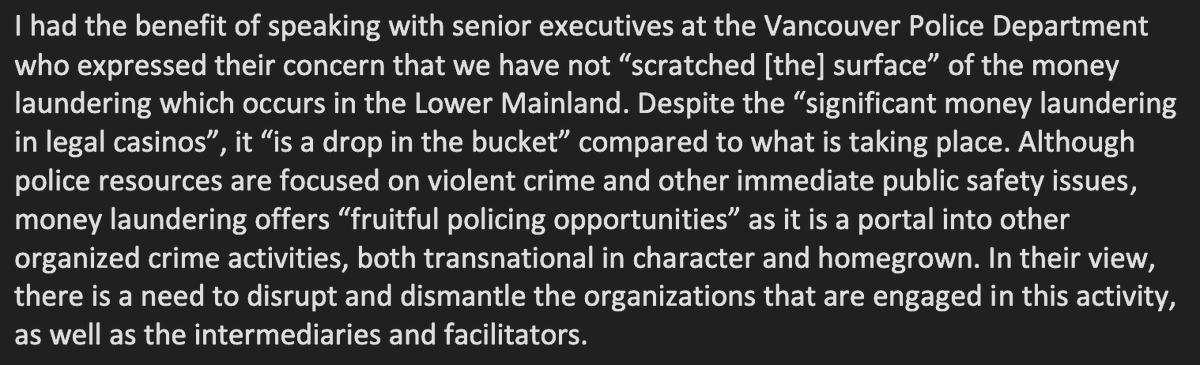 I had the benefit of speaking with senior executives at the Vancouver Police Department
who expressed their concern that we have not “scratched [the] surface” of the money
laundering which occurs in the Lower Mainland. Despite the “significant money laundering
in legal casinos”, it “is a drop in the bucket” compared to what is taking place. Although
police resources are focused on violent crime and other immediate public safety issues,
money laundering offers “fruitful policing opportunities” as it is a portal into other
organized crime activities, both transnational in character and homegrown. In their view,
there is a need to disrupt and dismantle the organizations that are engaged in this activity,
as well as the intermediaries and facilitators.